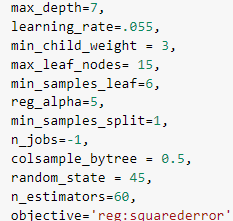 max_depth=7,
learning_rate=.055,
min_child_weight = 3,
max_leaf_nodes= 15,
min_samples_leaf=6,
reg_alpha=5,
min_samples_split=1,
n_jobs=-1,
colsample_bytree = 0.5,
random_state = 45,
n_estimators=60,
objective='reg:squarederror'